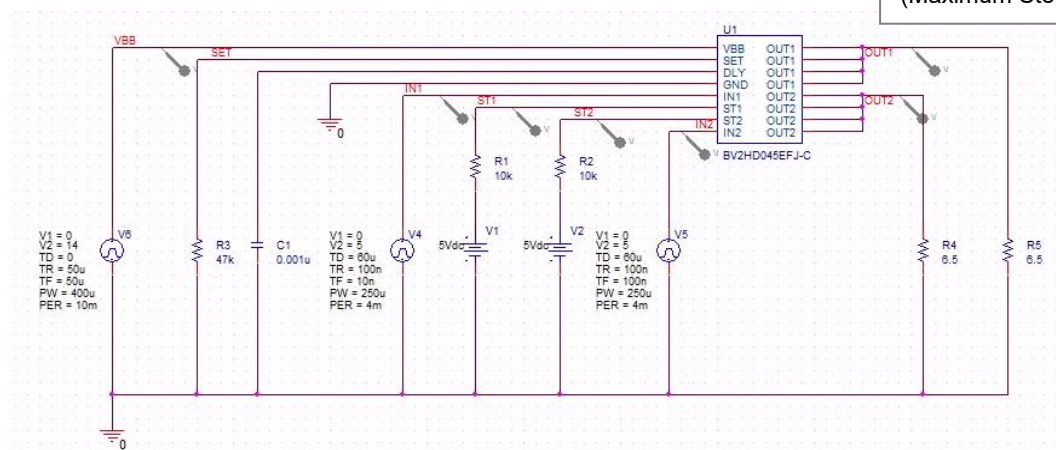 (Maximum Sto
U1
VBB
SET
VBB OUT1
SET OUT1
DLY OUT1
GND OUT1
IN1 OUT2
ST1 OUT2
ST2 OUT2
IN2 OUT2
BV2HD045EFJ-C
OUT1
OUT2
V
V
V
V
V
V
V
IN1
ST1
ST2
IN2
0
R1
10k
R2
10k
V1 = 0
V2 = 14
TD = 0
TR = 50u
TF = 50u
PW = 400u
PER = 10m
V6
R3
47k
C1
0.001u
V1 = 0
V2 = 5
TD = 60u
TR = 100n
TF = 10n
PW = 250u
PER = 4m
V4
5Vdc
V1
5Vdc
V2
V1 = 0
V2 = 5
TD = 60u
TR = 100n
TF = 100n
PW = 250u
PER = 4m
V5
R4
6.5
R5
6.5
0